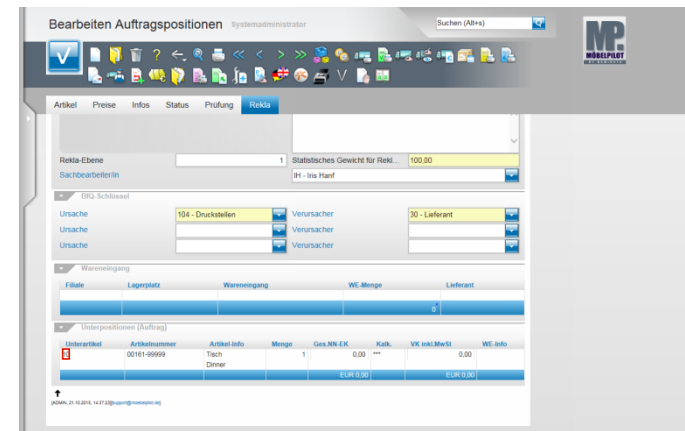 Bearbeiten Auftragspositionen Systemadministrator
Suchen (Alt+s)
MP
MÖBELPILOT
Artikel Preise Infos Status Prüfung Rekla
Rekla-Ebene 1 Statistisches Gewicht für Rekl... 100,00
Sachbearbeiter/in IH - Iris Hanf
BfQ-Schlüssel
Ursache 104 - Druckstellen Verursacher 30 - Lieferant
Ursache Verursacher
Ursache Verursacher
Wareneingang
Filiale Lagerplatz Wareneingang WE-Menge Lieferant
0
Unterpositionen (Auftrag)
Unterartikel Artikelnummer Artikel-Info Menge Ges.NN-EK Kalk. VK inkl.MwSt WE-Info
00161-99999 Tisch 1 0,00 *** 0,00
Dinner
EUR 0,00 EUR 0,00